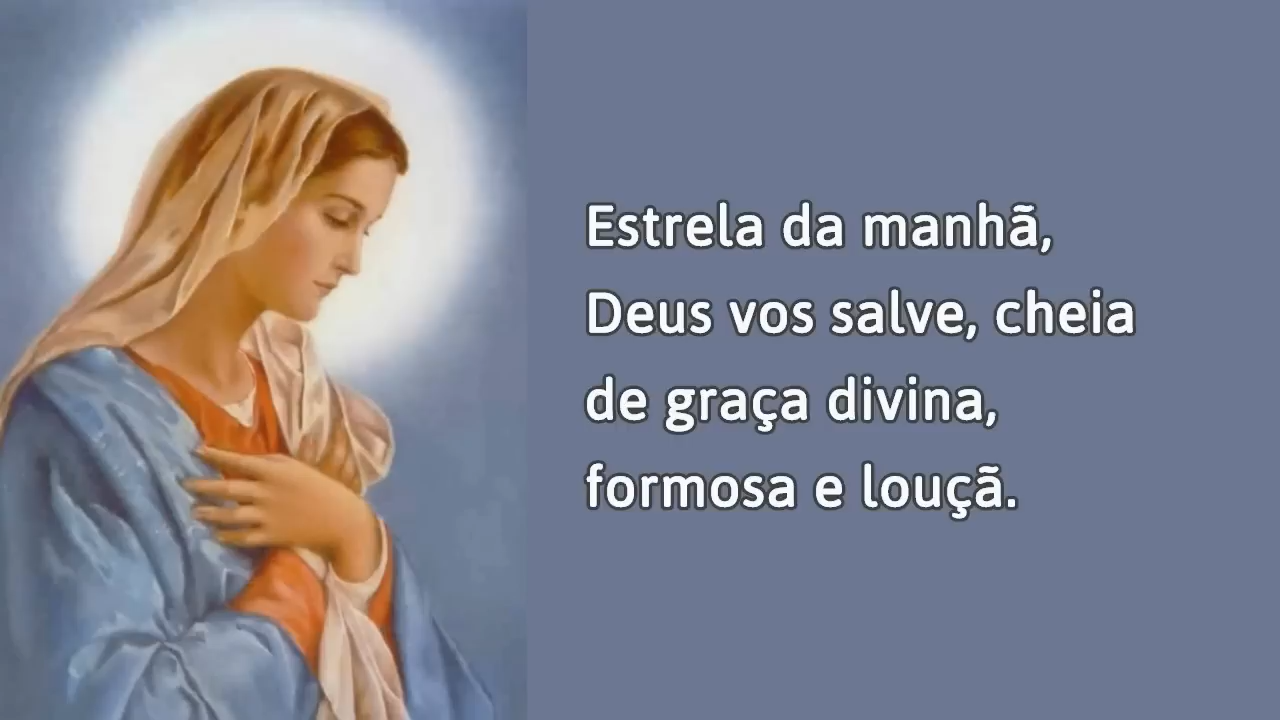 Estrela da manhã,
Deus vos salve, cheia
de graça divina,
formosa e louçã.